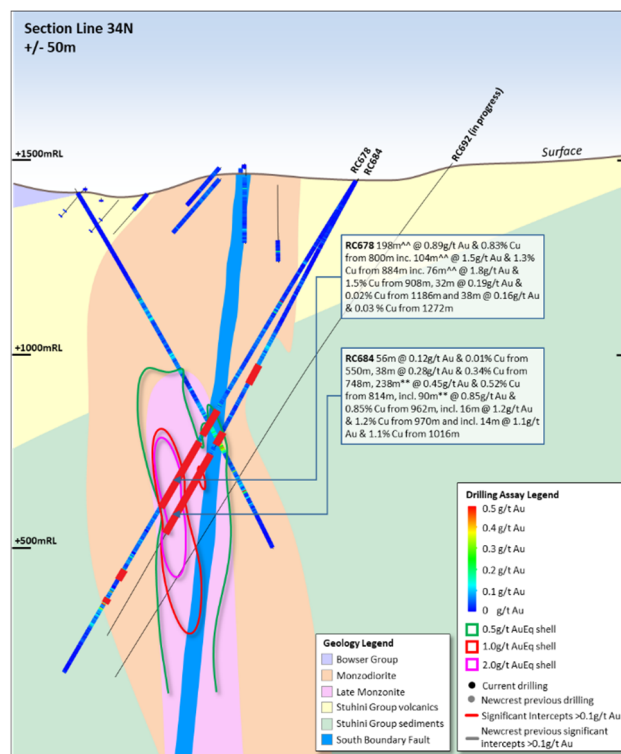 Section Line 34N
+/- 50m
RC678
RC684
RC692 (in progress)
+1500mRL
Surface
RC678 198m^^ @ 0.89g/t Au & 0.83% Cu
from 800m inc. 104m^^ @ 1.5g/t Au & 1.3%
Cu from 884m inc. 76m^^ @ 1.8g/t Au &
1.5% Cu from 908m, 32m @ 0.19g/t Au &
0.02% Cu from 1186m and 38m @ 0.16g/t Au
& 0.03 % Cu from 1272m
+1000mRL
RC684 56m @ 0.12g/t Au & 0.01% Cu from
550m, 38m @ 0.28g/t Au & 0.34% Cu from
748m, 238m** @ 0.45g/t Au & 0.52% Cu
from 814m, incl. 90m** @ 0.85g/t Au &
0.85% Cu from 962m, incl. 16m @ 1.2g/t Au
& 1.2% Cu from 970m and incl. 14m @ 1.1g/t
Au & 1.1% Cu from 1016m
+500mRL
Drilling Assay Legend
0.5 g/t Au
0.4 g/t Au
0.3 g/t Au
0.2 g/t Au
0.1 g/t Au
0 g/t Au
0.5g/t AuEq shell
1.0g/t AuEq shell
2.0g/t AuEq shell
Current drilling
Newcrest previous drilling
Significant Intercepts >0.1g/t Au
Newcrest previous significant
intercepts >0.1g/t Au
Geology Legend
Bowser Group
Monzodiorite
Late Monzonite
Stuhini Group volcanics
Stuhini Group sediments
South Boundary Fault